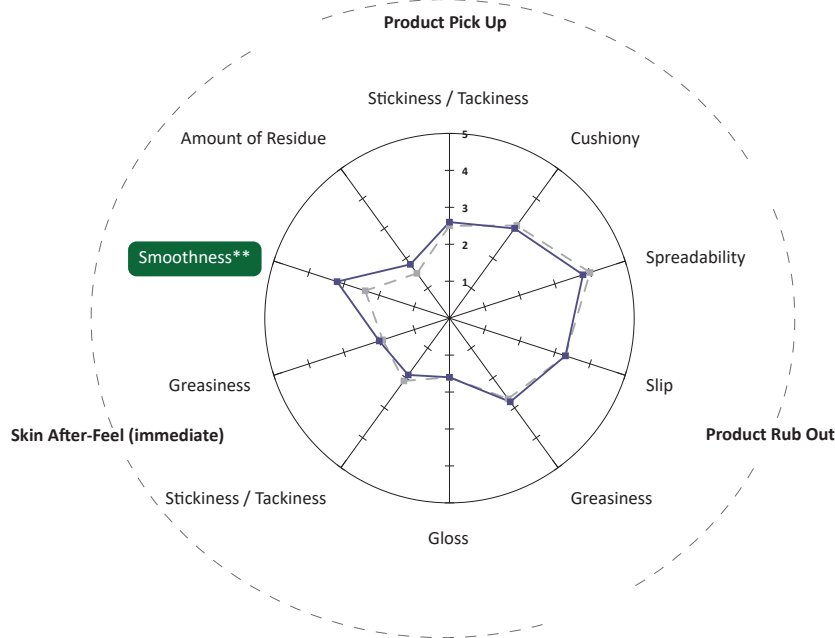 Product Pick Up
Stickiness / Tackiness
Amount of Residue
Cushiony
5
4
3
2
1
Smoothness**
Spreadability
Greasiness
Slip
Skin After-Feel (immediate)
Product Rub Out
Stickiness / Tackiness
Greasiness
Gloss